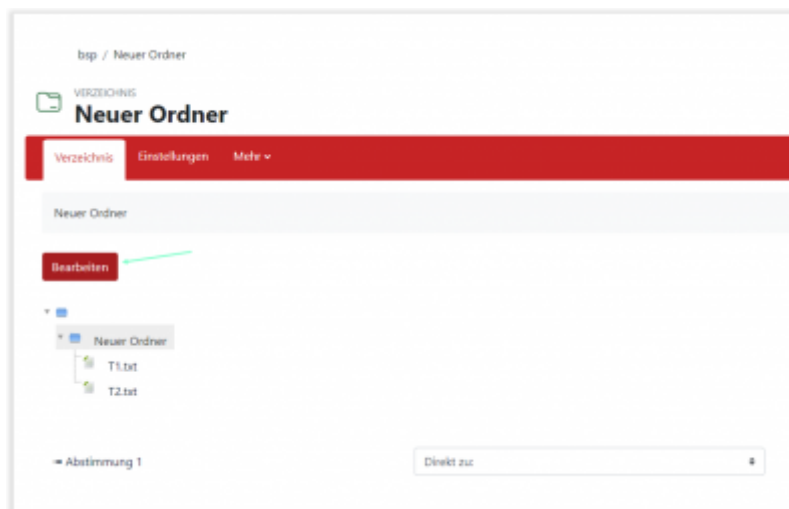 bsp / Neuer Ordner
VERZEICHNIS
Neuer Ordner
Verzeichnis Einstellungen Mehr
Neuer Ordner
Bearbeiten
Neuer Ordner
T1.txt
T2.txt
Abstimmung 1 Direkt zu: